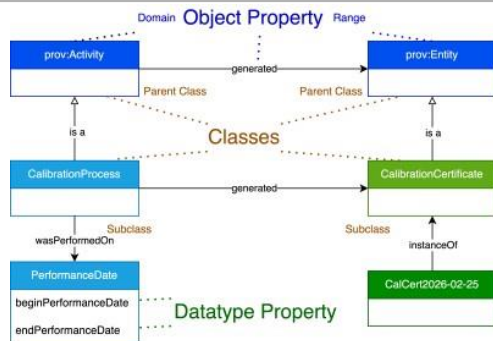 Domain Object Property Range
prov:Activity
prov:Entity
generated
Parent Class
Parent Class
is a
Classes
is a
CalibrationProcess
CalibrationCertificate
generated
Subclass
Subclass
wasPerformedOn
instanceOf
PerformanceDate
CalCert2026-02-25
beginPerformanceDate
Datatype Property
endPerformanceDate